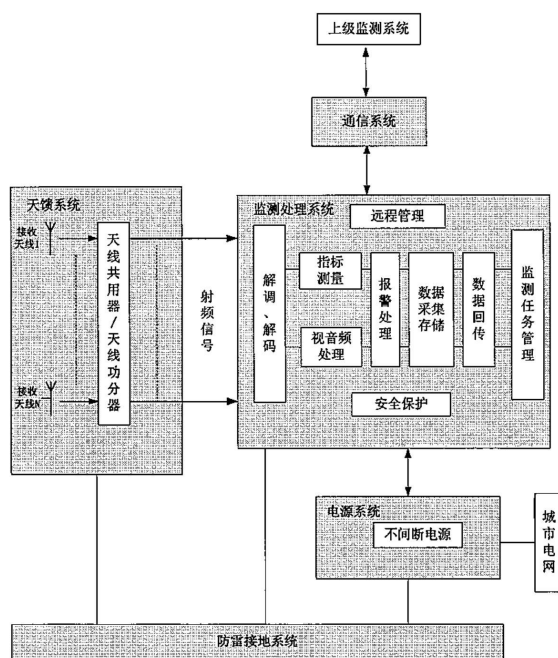 上级监测系统
通信系统
天馈系统
接收
天线1
接收
天线N
天线共用器/天线功分器
射频信号
监测处理系统
远程管理
解调、解码
指标
测量
视音频
处理
报警处理
数据采集存储
数据回传
监测任务管理
安全保护
电源系统
不间断电源
城市电网
防雷接地系统